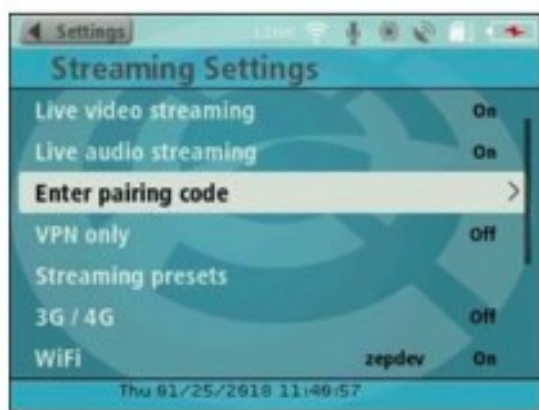 Settings
Streaming Settings
Live video streaming On
Live audio streaming On
Enter pairing code >
VPN only Off
Streaming presets
3G / 4G Off
WiFi zepdev On
Thu 01/25/2018 11:40:57